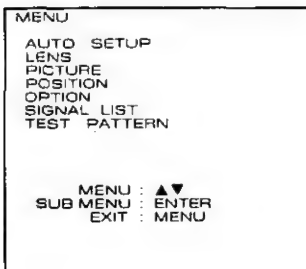 MENU
AUTO SETUP
LENS
PICTURE
POSITION
OPTION
SIGNAL LIST
TEST PATTERN
MENU : ▲▼
SUB MENU : ENTER
EXIT : MENU